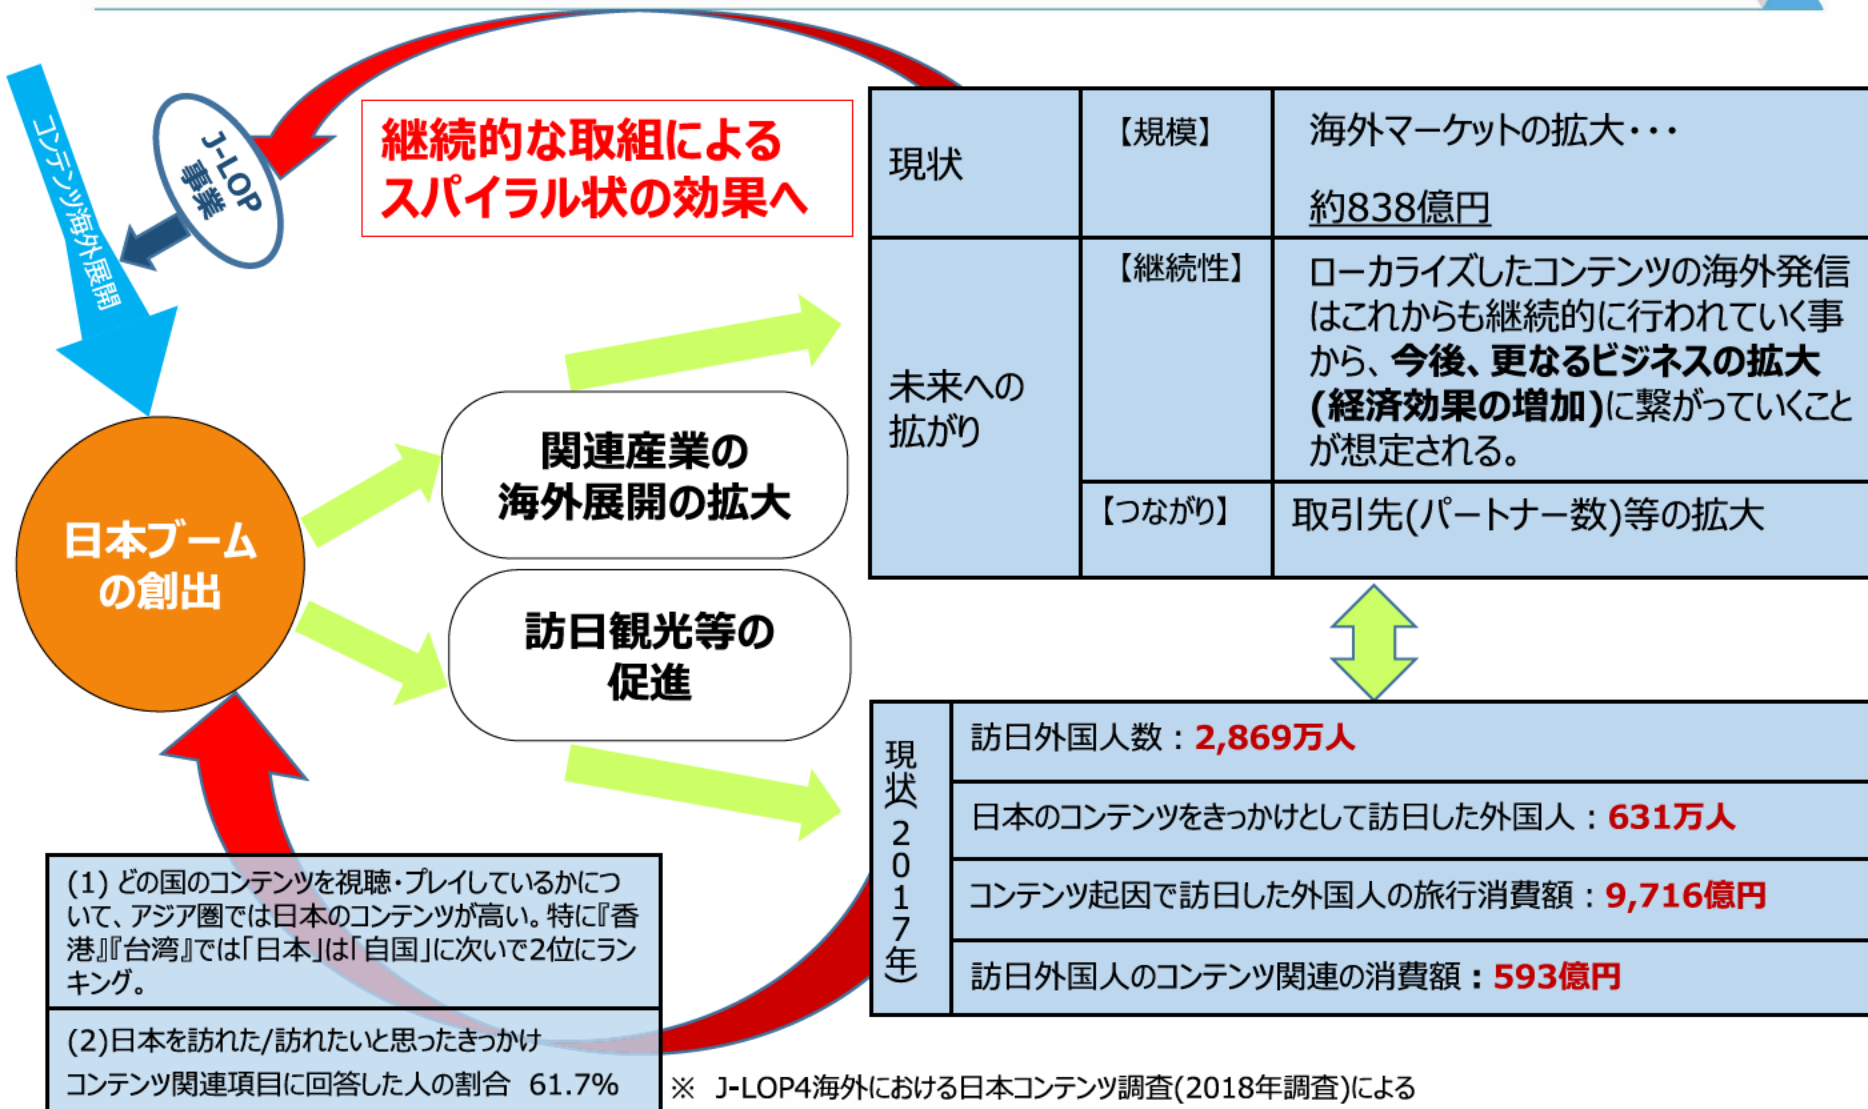 コンテンツ海外展開
J-LOP
事業
継続的な取組による
スパイラル状の効果へ
現状
【規模】
海外マーケットの拡大･･･
約838億円
未来への
拡がり
【継続性】
ローカライズしたコンテンツの海外発信
はこれからも継続的に行われていく事
から、今後、更なるビジネスの拡大
(経済効果の増加)に繋がっていくこと
が想定される。
【つながり】
取引先(パートナー数)等の拡大
日本ブーム
の創出
関連産業の
海外展開の拡大
訪日観光等の
促進
現状(2017年)
訪日外国人数：2,869万人
日本のコンテンツをきっかけとして訪日した外国人：631万人
コンテンツ起因で訪日した外国人の旅行消費額：9,716億円
訪日外国人のコンテンツ関連の消費額：593億円
(1) どの国のコンテンツを視聴･プレイしているかにつ
いて、アジア圏では日本のコンテンツが高い。特に『香
港』『台湾』では「日本」は「自国」に次いで2位にラン
キング。
(2)日本を訪れた/訪れたいと思ったきっかけ
コンテンツ関連項目に回答した人の割合 61.7%
※ J-LOP4海外における日本コンテンツ調査(2018年調査)による